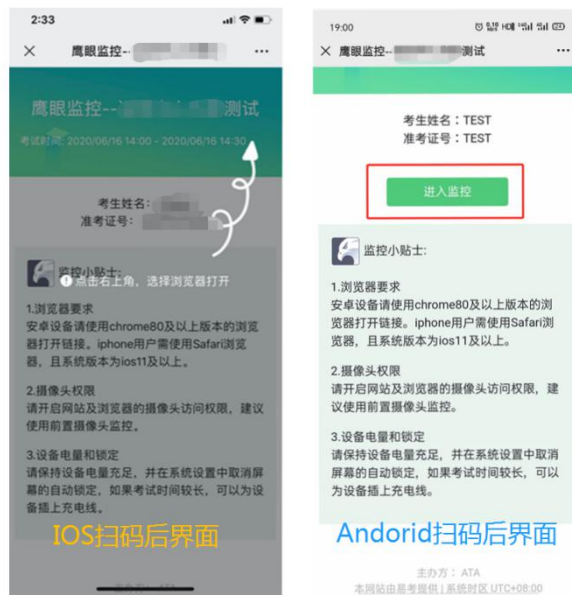 2:33
鹰眼监控--
鹰眼监控--
测试
考试时间: 2020/06/16 14:00 - 2020/06/16 14:30
考生姓名:
准考证号:
监控小贴士:
点击右上角，选择浏览器打开
1.浏览器要求
安卓设备请使用chrome80及以上版本的浏览
器打开链接。iphone用户需使用Safari浏览
器，且系统版本为ios11及以上。
2.摄像头权限
请开启网站及浏览器的摄像头访问权限，建议
使用前置摄像头监控。
3.设备电量和锁定
请保持设备电量充足，并在系统设置中取消屏
幕的自动锁定，如果考试时间较长，可以为设
备插上充电线。
IOS扫码后界面
主办方： ATA
19:00
鹰眼监控--
测试
考生姓名：TEST
准考证号：TEST
进入监控
监控小贴士:
1.浏览器要求
安卓设备请使用chrome80及以上版本的浏
览器打开链接。iphone用户需使用Safari浏
览器，且系统版本为ios11及以上。
2.摄像头权限
请开启网站及浏览器的摄像头访问权限，建
议使用前置摄像头监控。
3.设备电量和锁定
请保持设备电量充足，并在系统设置中取消
屏幕的自动锁定，如果考试时间较长，可以
为设备插上充电线。
Andorid扫码后界面
主办方： ATA
本网站由易考提供 | 系统时区 UTC+08:00